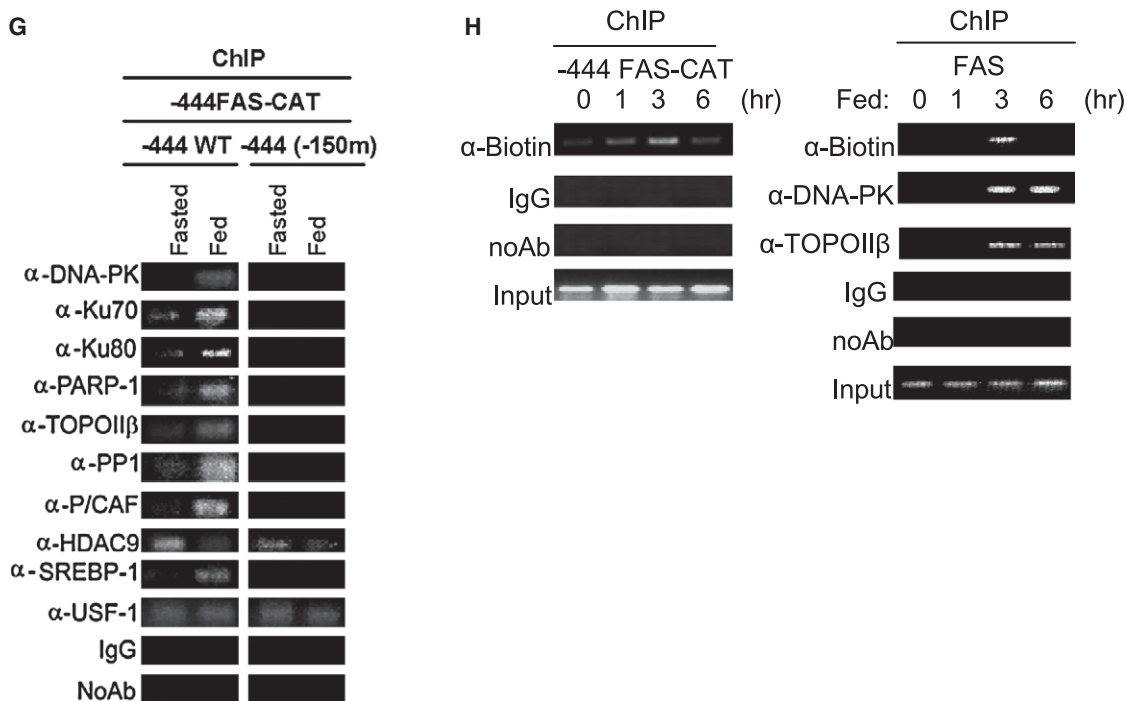 G
ChIP
-444FAS-CAT
-444 WT -444 (-150m)
Fasted Fed Fasted Fed
α-DNA-PK
α-Ku70
α-Ku80
α-PARP-1
α-TOPOIIβ
α-PP1
α-P/CAF
α-HDAC9
α-SREBP-1
α-USF-1
IgG
NoAb
H
ChIP
-444 FAS-CAT
0 1 3 6 (hr)
α-Biotin
IgG
noAb
Input
ChIP
FAS
Fed: 0 1 3 6 (hr)
α-Biotin
α-DNA-PK
α-TOPOIIβ
IgG
noAb
Input